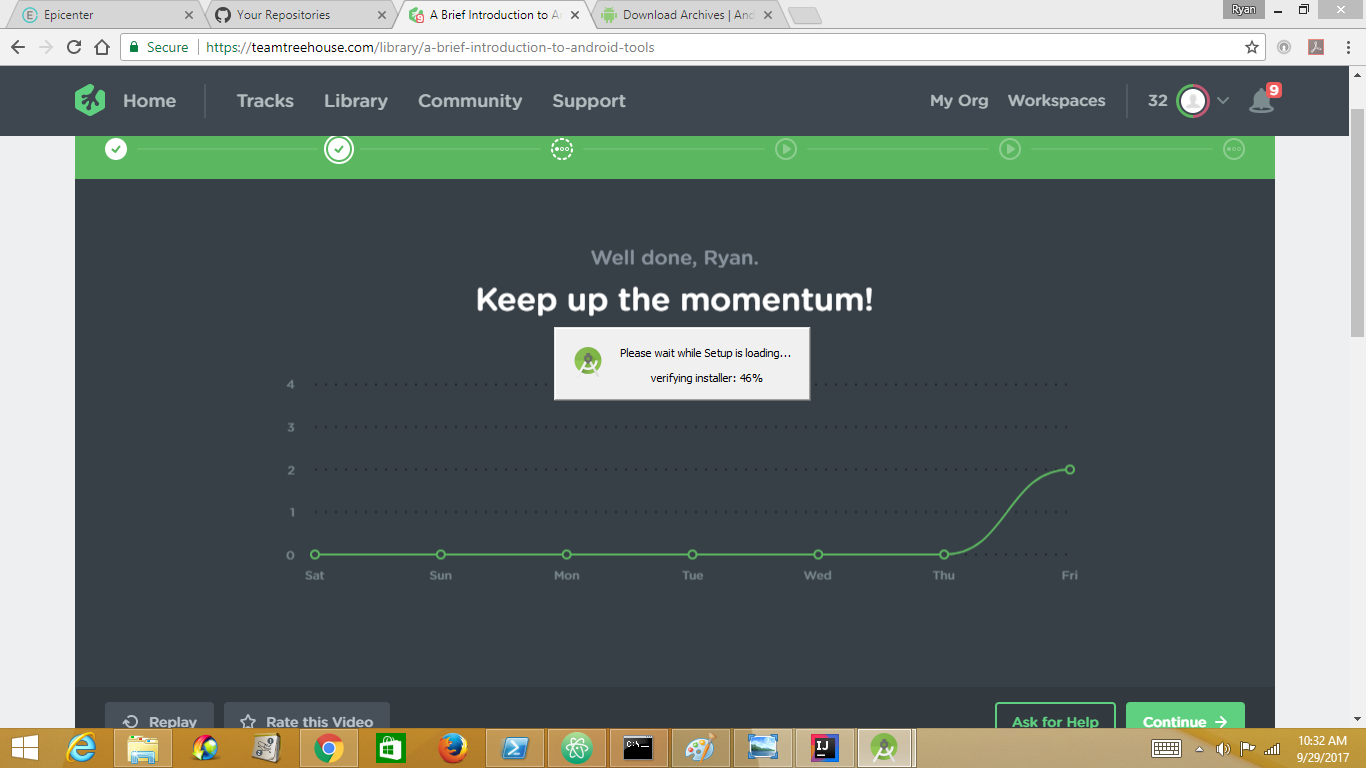 Epicenter
Your Repositories
A Brief Introduction to A
Download Archives | And
Ryan
Secure
https://teamtreehouse.com/library/a-brief-introduction-to-android-tools
Home
Tracks
Library
Community
Support
My Org
Workspaces
32
9
Well done, Ryan.
Keep up the momentum!
Please wait while Setup is loading...
verifying installer: 46%
4
3
2
1
0
Sat
Sun
Mon
Tue
Wed
Thu
Fri
Replay
Rate this Video
Ask for Help
Continue
10:32 AM
9/29/2017